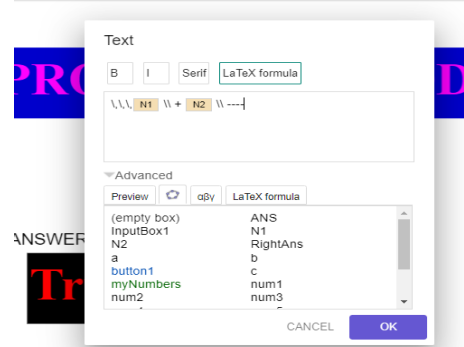 Text
B I Serif LaTeX formula
PRO D
\,\,\, N1 \\ + N2 \\ ----
Advanced
Preview αβγ LaTeX formula
(empty box) ANS
InputBox1 N1
ANSWER
N2 RightAns
a b
button1 c
Tr
myNumbers num1
num2 num3
CANCEL OK